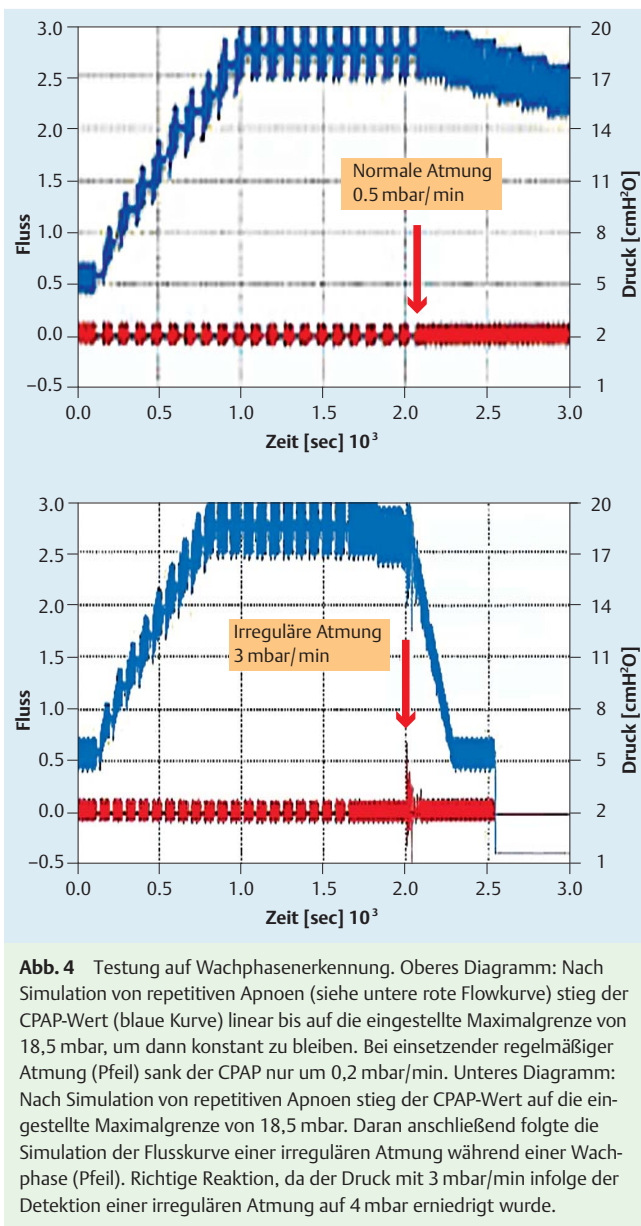 3.0
2.5
2.0
1.5
1.0
0.5
0.0
–0.5
Fluss
20
17
14
11
8
5
2
1
Druck [cmH²O]
Normale Atmung
0.5 mbar/min
0.0 0.5 1.0 1.5 2.0 2.5 3.0
Zeit [sec] 10³
3.0
2.5
2.0
1.5
1.0
0.5
0.0
–0.5
Fluss
20
17
14
11
8
5
2
1
Druck [cmH²O]
Irreguläre Atmung
3 mbar/min
0.0 0.5 1.0 1.5 2.0 2.5 3.0
Zeit [sec] 10³
Abb. 4 Testung auf Wachphasenerkennung. Oberes Diagramm: Nach
Simulation von repetitiven Apnoen (siehe untere rote Flowkurve) stieg der
CPAP-Wert (blaue Kurve) linear bis auf die eingestellte Maximalgrenze von
18,5 mbar, um dann konstant zu bleiben. Bei einsetzender regelmäßiger
Atmung (Pfeil) sank der CPAP nur um 0,2 mbar/min. Unteres Diagramm:
Nach Simulation von repetitiven Apnoen stieg der CPAP-Wert auf die ein-
gestellte Maximalgrenze von 18,5 mbar. Daran anschließend folgte die
Simulation der Flusskurve einer irregulären Atmung während einer Wach-
phase (Pfeil). Richtige Reaktion, da der Druck mit 3 mbar/min infolge der
Detektion einer irregulären Atmung auf 4 mbar erniedrigt wurde.